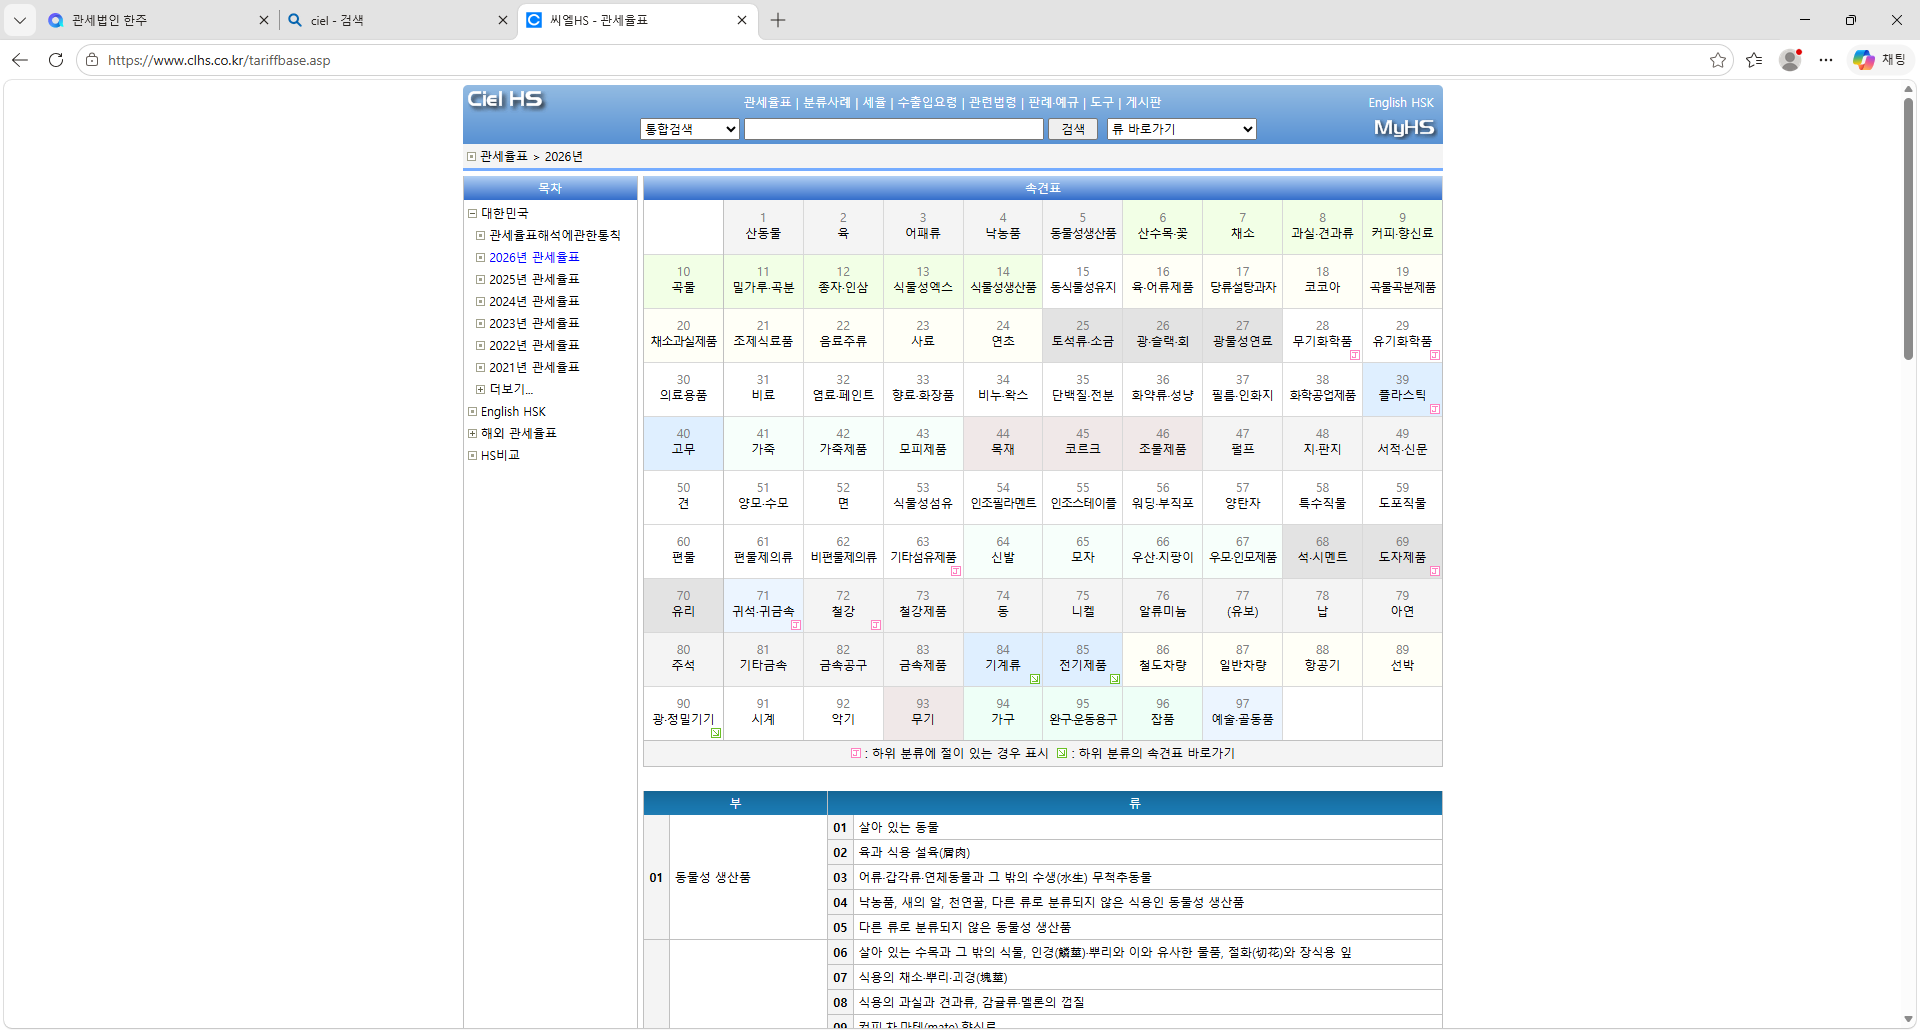 관세법인 한주
ciel - 검색
씨엘HS - 관세율표
https://www.clhs.co.kr/tariffbase.asp
채팅
Ciel HS
관세율표 | 분류사례 | 세율 | 수출입요령 | 관련법령 | 판례·예규 | 도구 | 게시판
English HSK
통합검색
검색
류 바로가기
MyHS
관세율표 > 2026년
목차
대한민국
관세율표해석에관한통칙
2026년 관세율표
2025년 관세율표
2024년 관세율표
2023년 관세율표
2022년 관세율표
2021년 관세율표
더보기...
English HSK
해외 관세율표
HS비교
속견표
1 2 3 4 5 6 7 8 9
산동물 육 어패류 낙농품 동물성생산품 산수목·꽃 채소 과실·견과류 커피·향신료
10 11 12 13 14 15 16 17 18 19
곡물 밀가루·곡분 종자·인삼 식물성엑스 식물성생산품 동식물성유지 육·어류제품 당류설탕과자 코코아 곡물곡분제품
20 21 22 23 24 25 26 27 28 29
채소과실제품 조제식료품 음료주류 사료 연초 토석류·소금 광·슬랙·회 광물성연료 무기화학품 유기화학품
30 31 32 33 34 35 36 37 38 39
의료용품 비료 염료·페인트 향료·화장품 비누·왁스 단백질·전분 화약류·성냥 필름·인화지 화학공업제품 플라스틱
40 41 42 43 44 45 46 47 48 49
고무 가죽 가죽제품 모피제품 목재 코르크 조물제품 펄프 지·판지 서적·신문
50 51 52 53 54 55 56 57 58 59
견 양모·수모 면 식물성섬유 인조필라멘트 인조스테이플 워딩·부직포 양탄자 특수직물 도포직물
60 61 62 63 64 65 66 67 68 69
편물 편물제의류 비편물제의류 기타섬유제품 신발 모자 우산·지팡이 우모·인모제품 석·시멘트 도자제품
70 71 72 73 74 75 76 77 78 79
유리 귀석·귀금속 철강 철강제품 동 니켈 알류미늄 (유보) 납 아연
80 81 82 83 84 85 86 87 88 89
주석 기타금속 금속공구 금속제품 기계류 전기제품 철도차량 일반차량 항공기 선박
90 91 92 93 94 95 96 97
광·정밀기기 시계 악기 무기 가구 완구·운동용구 잡품 예술·골동품
: 하위 분류에 절이 있는 경우 표시 : 하위 분류의 속견표 바로가기
부 류
01 동물성 생산품
01 살아 있는 동물
02 육과 식용 설육(屑肉)
03 어류·갑각류·연체동물과 그 밖의 수생(水生) 무척추동물
04 낙농품, 새의 알, 천연꿀, 다른 류로 분류되지 않은 식용인 동물성 생산품
05 다른 류로 분류되지 않은 동물성 생산품
06 살아 있는 수목과 그 밖의 식물, 인경(鱗莖)·뿌리와 이와 유사한 물품, 절화(切花)와 장식용 잎
07 식용의 채소·뿌리·괴경(塊莖)
08 식용의 과실과 견과류, 감귤류·멜론의 껍질
09 커피·차·마테(mate)·향신료